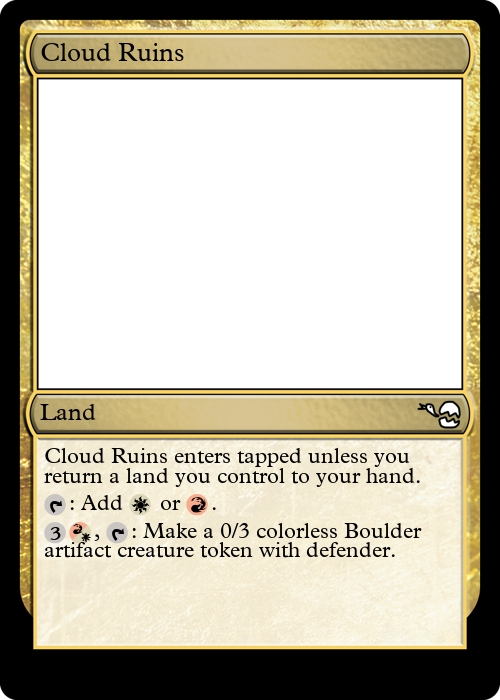 Cloud Ruins
Land
Cloud Ruins enters tapped unless you
return a land you control to your hand.
: Add or .
3 , : Make a 0/3 colorless Boulder
artifact creature token with defender.